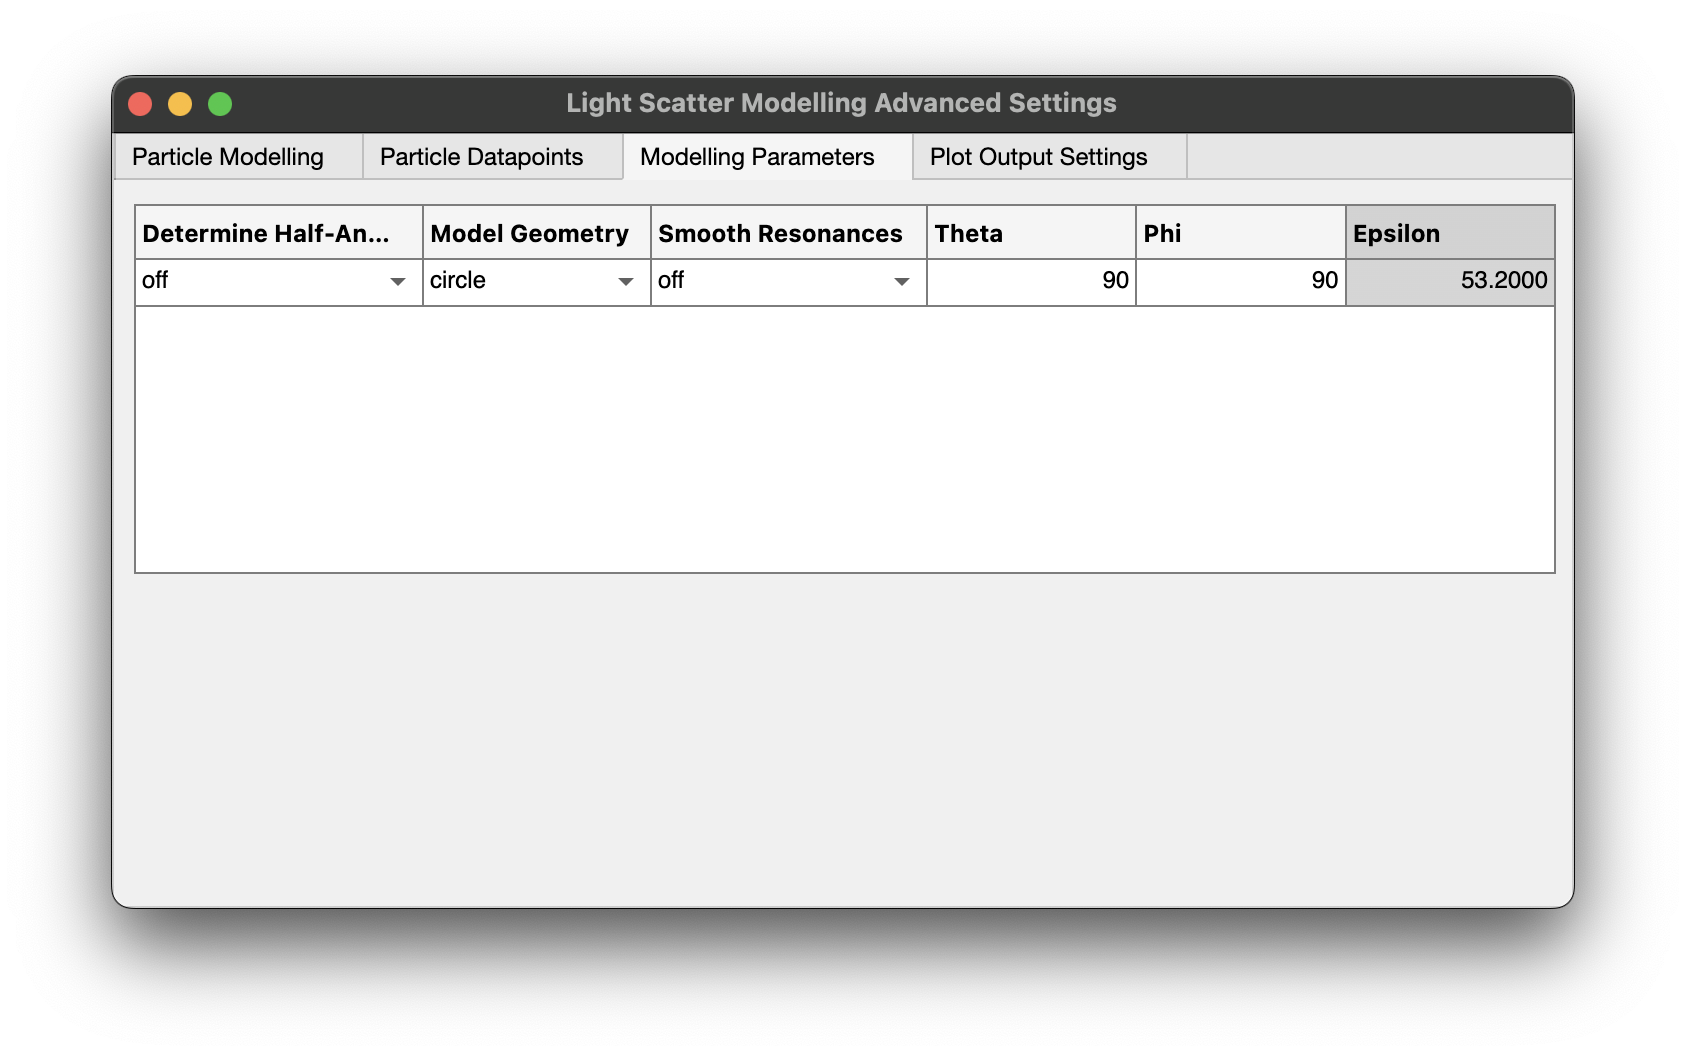 Light Scatter Modelling Advanced Settings
Particle Modelling Particle Datapoints Modelling Parameters Plot Output Settings
Determine Half-An... Model Geometry Smooth Resonances Theta Phi Epsilon
off circle off 90 90 53.2000